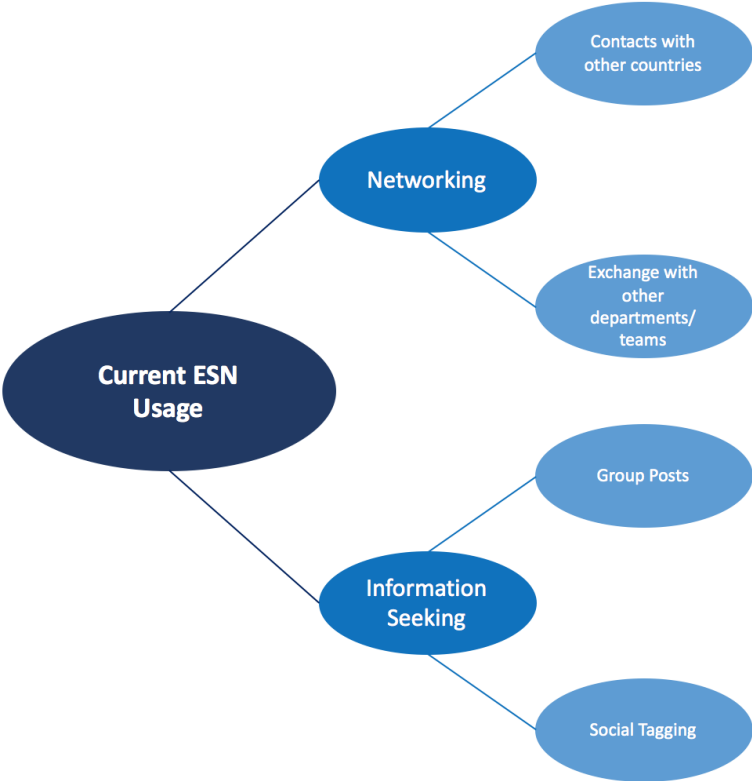 Contacts with
other countries
Networking
Exchange with
other
departments/
teams
Current ESN
Usage
Group Posts
Information
Seeking
Social Tagging